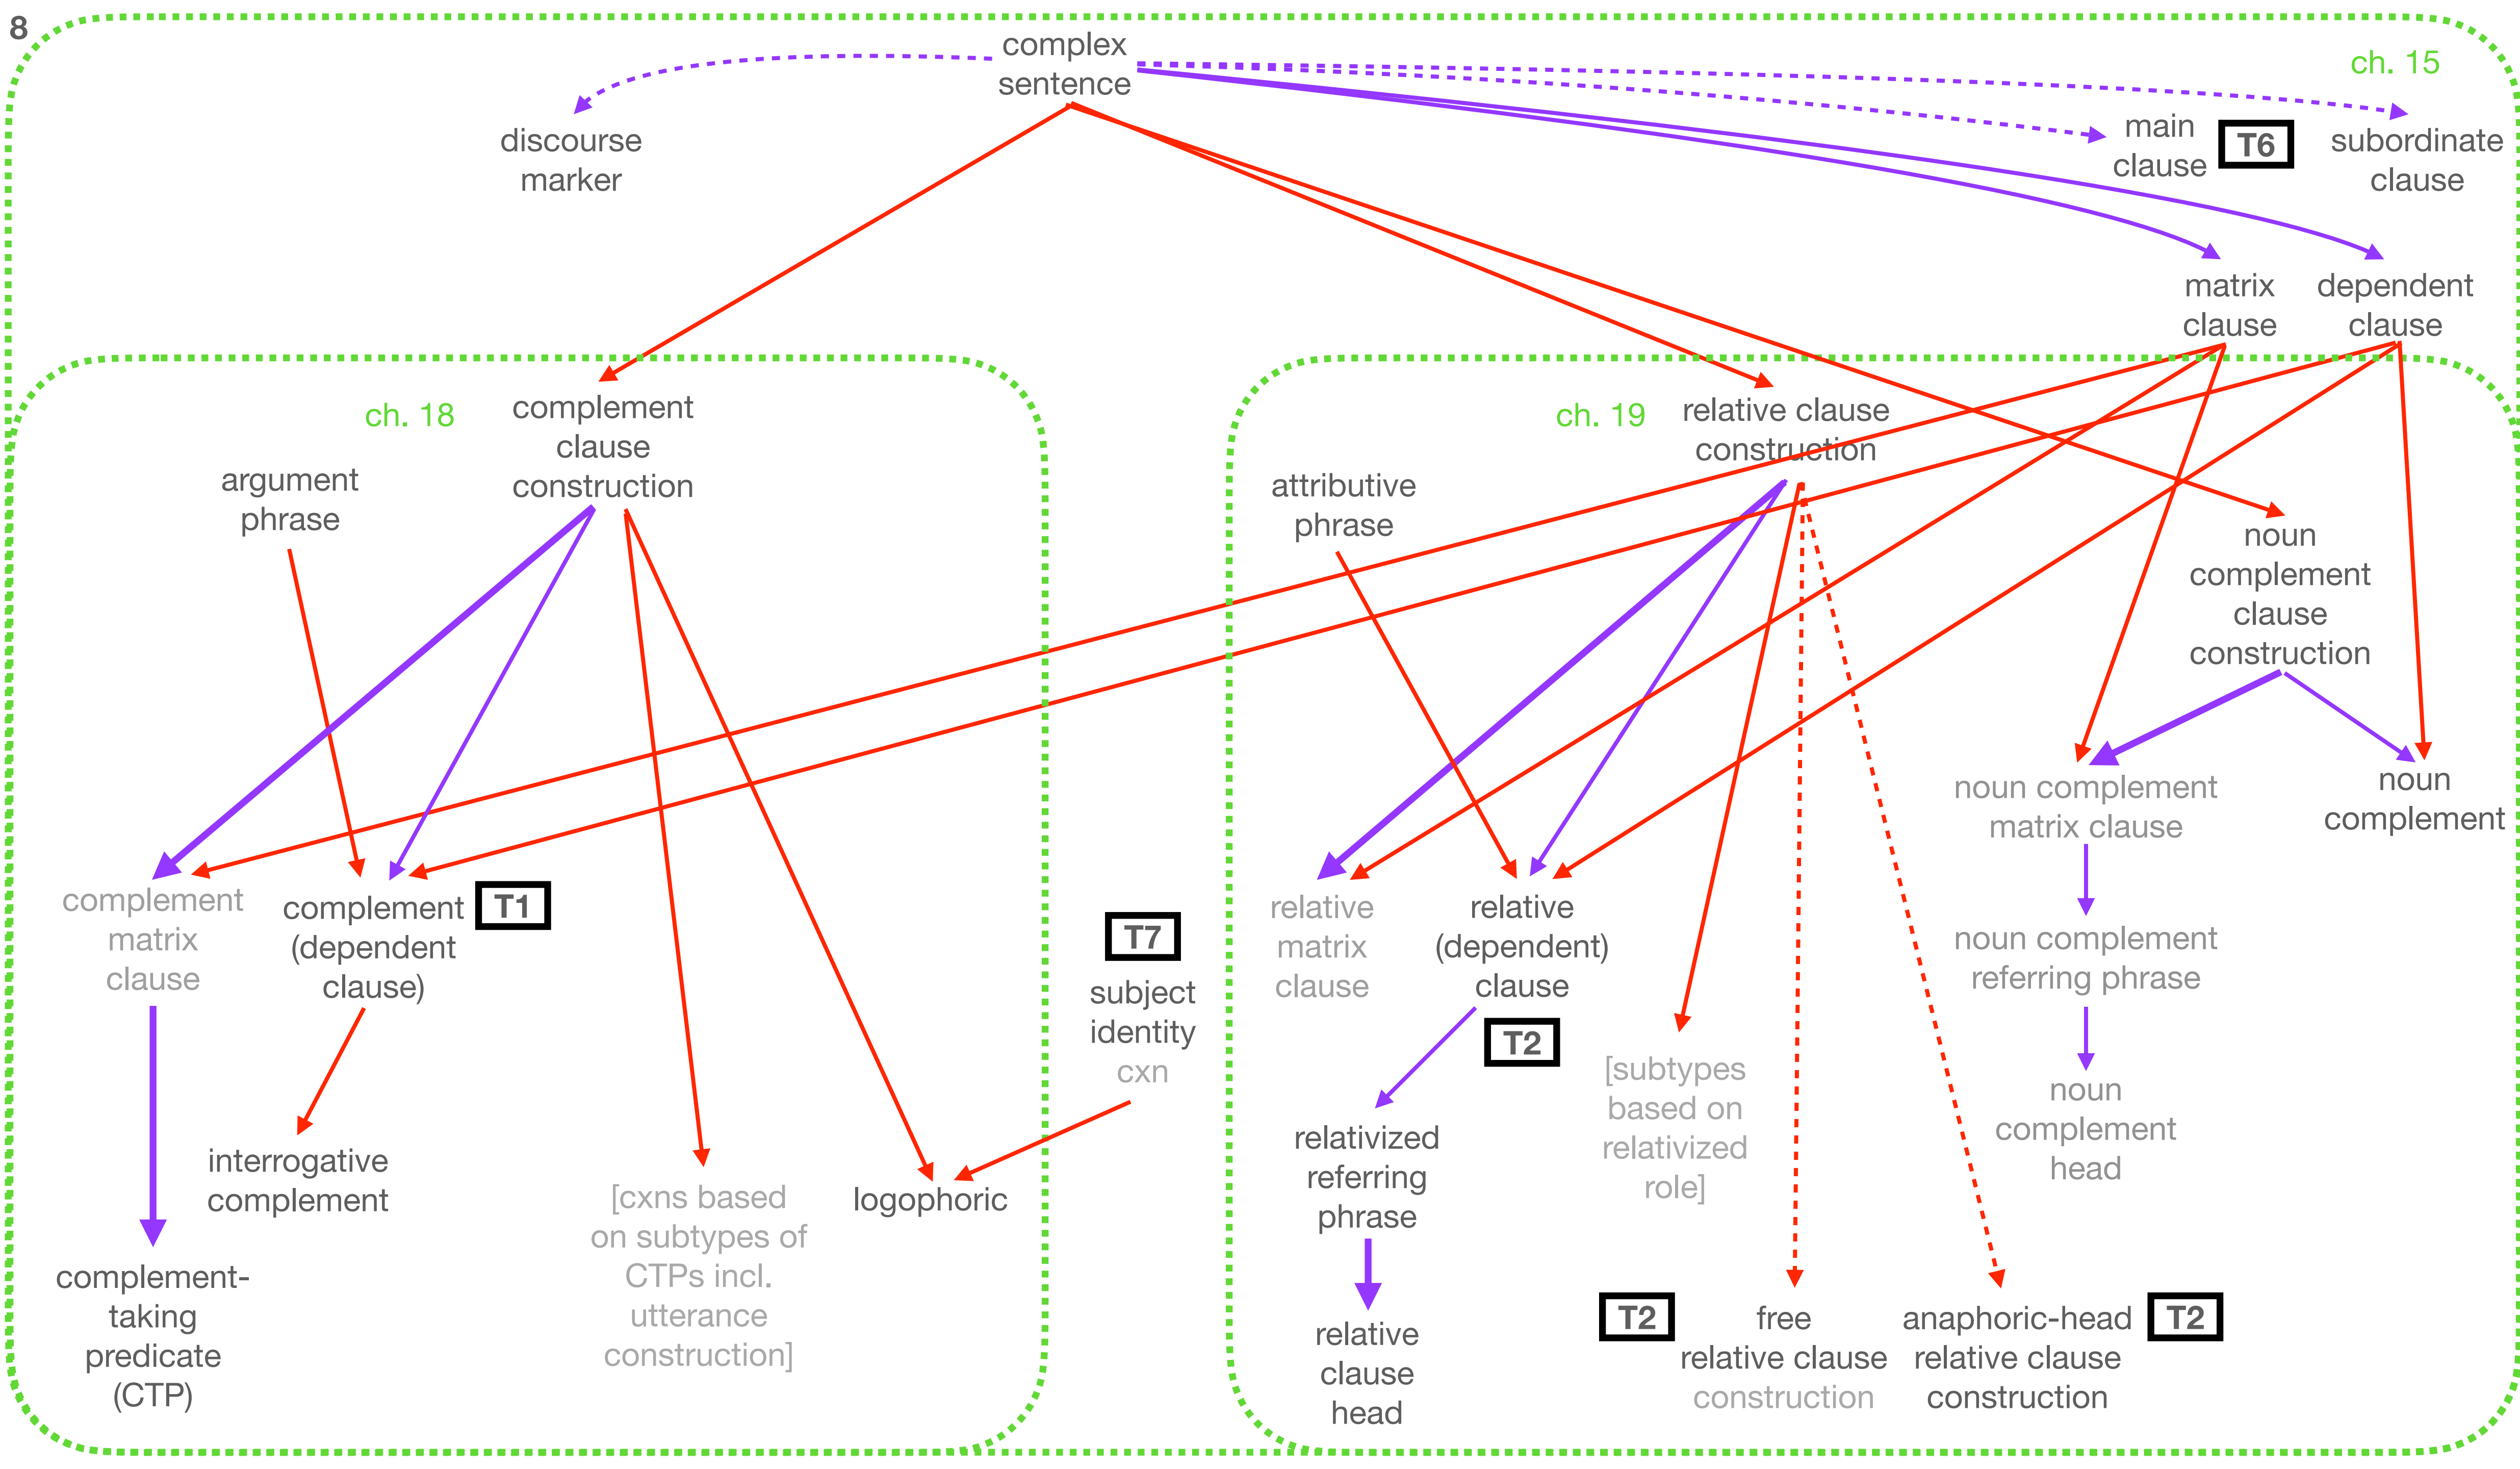 8
complex
sentence
ch. 15
discourse
marker
main
clause
T6
subordinate
clause
matrix
clause
dependent
clause
ch. 18
complement
clause
construction
argument
phrase
ch. 19
relative clause
construction
attributive
phrase
noun
complement
clause
construction
noun complement
matrix clause
noun
complement
complement
matrix
clause
complement
(dependent
clause)
T1
T7
subject
identity
cxn
relative
matrix
clause
relative
(dependent)
clause
T2
noun complement
referring phrase
[subtypes
based on
relativized
role]
noun
complement
head
relativized
referring
phrase
interrogative
complement
[cxns based
on subtypes of
CTPs incl.
utterance
construction]
logophoric
complement-
taking
predicate
(CTP)
relative
clause
head
T2
free
relative clause
construction
anaphoric-head
relative clause
construction
T2